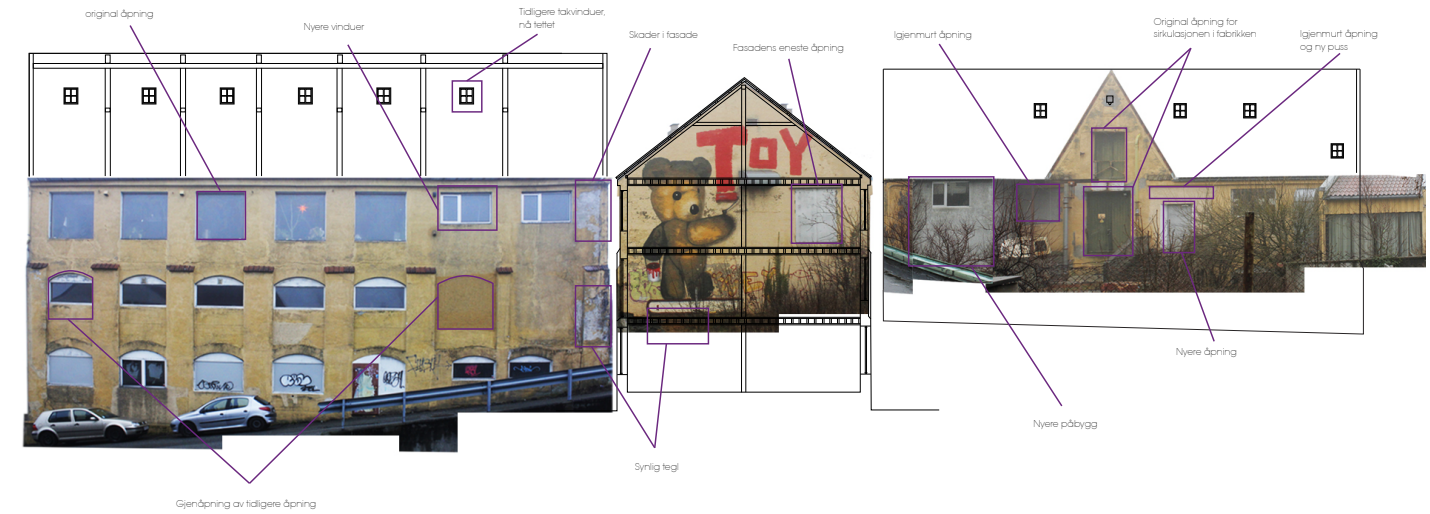 original åpning
Nyere vinduer
Tidligere takvinduer,
nå tettet
Skader i fasade
Fasadens eneste åpning
Igjenmurt åpning
Original åpning for
sirkulasjonen i fabrikken
Igjenmurt åpning
og ny puss
TOY
Nyere åpning
Nyere påbygg
Synlig tegl
Gjenåpning av tidligere åpning